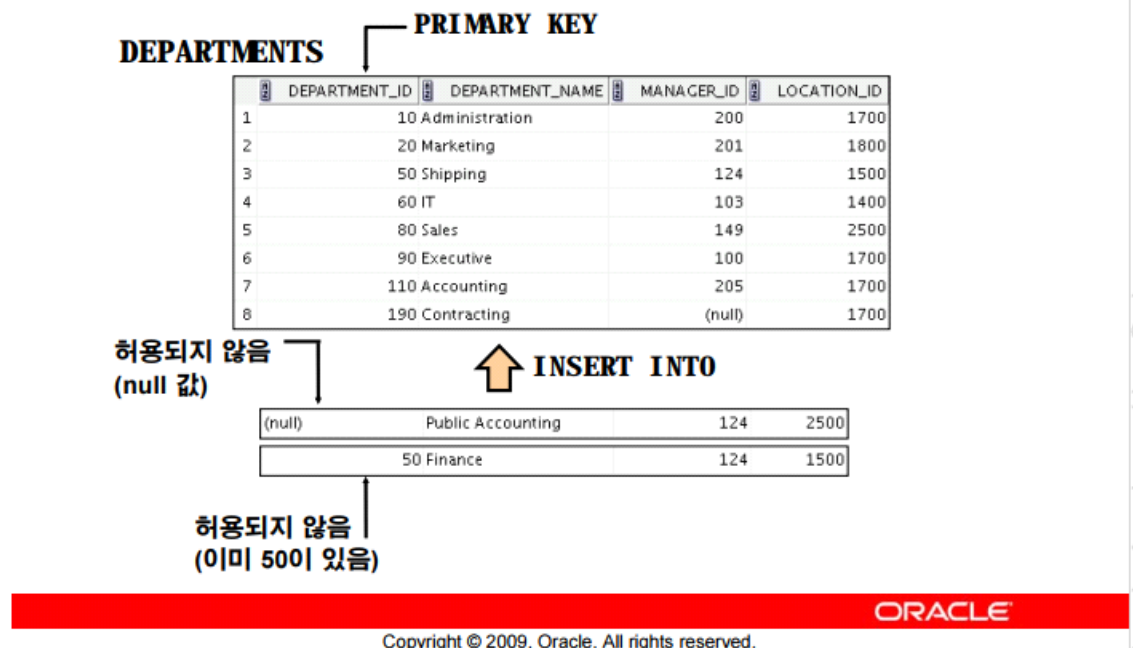 PRIMARY KEY
DEPARTMENTS
DEPARTMENT_ID DEPARTMENT_NAME MANAGER_ID LOCATION_ID
1 10 Administration 200 1700
2 20 Marketing 201 1800
3 50 Shipping 124 1500
4 60 IT 103 1400
5 80 Sales 149 2500
6 90 Executive 100 1700
7 110 Accounting 205 1700
8 190 Contracting (null) 1700
허용되지 않음
(null 값)
INSERT INTO
(null) Public Accounting 124 2500
50 Finance 124 1500
허용되지 않음
(이미 50이 있음)
ORACLE
Copyright © 2009, Oracle. All rights reserved.